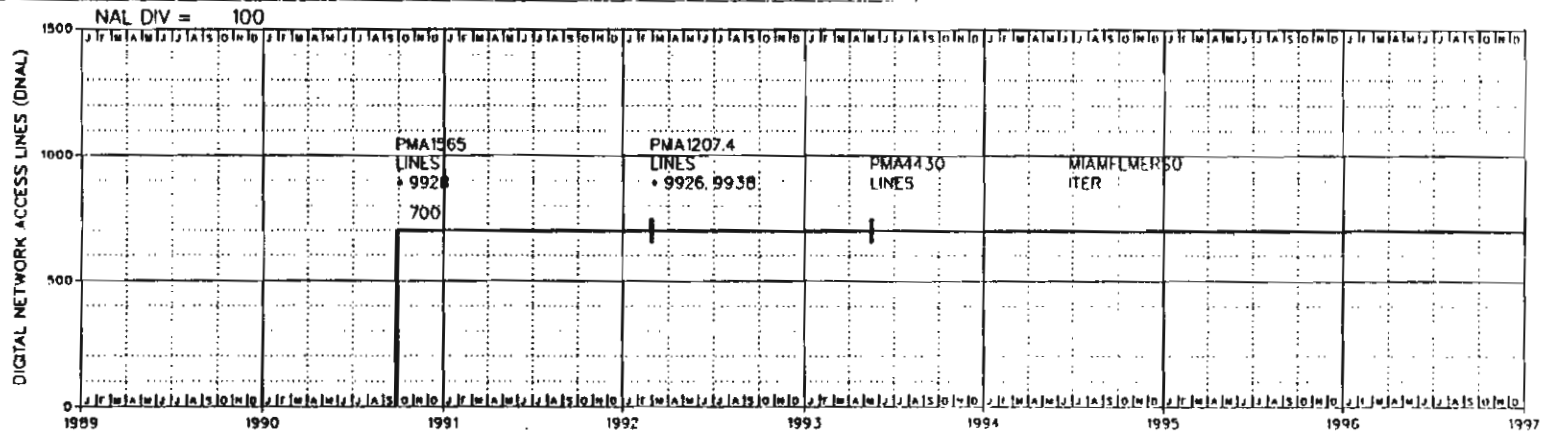 NAL DIV = 100
1500
J F M A M J J A S O N D J F M A M J J A S O N D J F M A M J J A S O N D J F M A M J J A S O N D J F M A M J J A S O N D J F M A M J J A S O N D J F M A M J J A S O N D J F M A M J J A S O N D
DIGITAL NETWORK ACCESS LINES (DNAL)
1000
500
0
PMA1565
LINES
• 9928
700
PMA1207.4
LINES
• 9926, 9938
PMA4430
LINES
MIAMFLMERS0
ITER
J F M A M J J A S O N D J F M A M J J A S O N D J F M A M J J A S O N D J F M A M J J A S O N D J F M A M J J A S O N D J F M A M J J A S O N D J F M A M J J A S O N D J F M A M J J A S O N D
1989 1990 1991 1992 1993 1994 1995 1996 1997